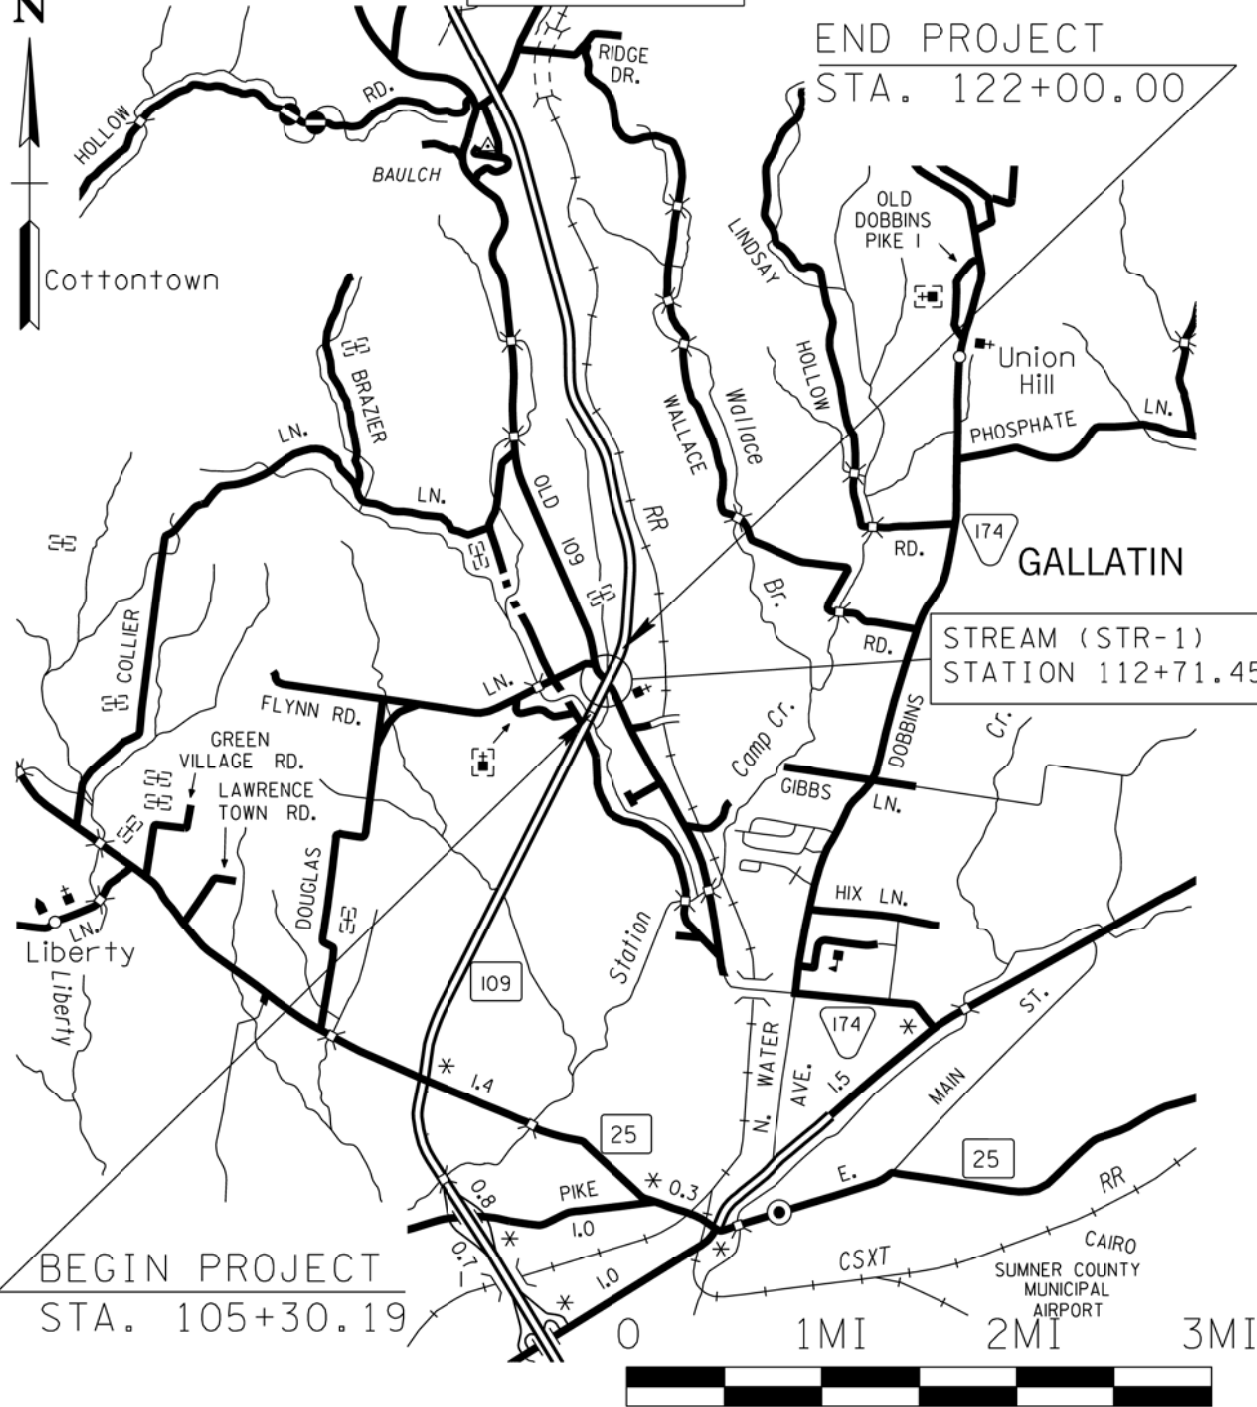 N
END PROJECT
STA. 122+00.00
RIDGE
DR.
RD.
HOLLOW
BAULCH
OLD
DOBBINS
PIKE 1
LINDSAY
Cottontown
HOLLOW
Union
Hill
BRAZIER
WALLACE
Wallace
PHOSPHATE
LN.
LN.
LN.
OLD
109
RR
174
RD.
GALLATIN
Br.
COLLIER
STREAM (STR-1)
STATION 112+71.45
RD.
LN.
FLYNN RD.
DOBBINS
Cr.
Camp Cr.
GREEN
VILLAGE RD.
LAWRENCE
TOWN RD.
GIBBS
LN.
DOUGLAS
HIX LN.
LN.
Liberty
Liberty
Station
109
ST.
174
N. WATER
AVE.
1.5
MAIN
1.4
25
25
E.
PIKE
0.3
0.8
1.0
RR
0.7
1.0
CSXT
CAIRO
SUMNER COUNTY
MUNICIPAL
AIRPORT
BEGIN PROJECT
STA. 105+30.19
0 1MI 2MI 3MI